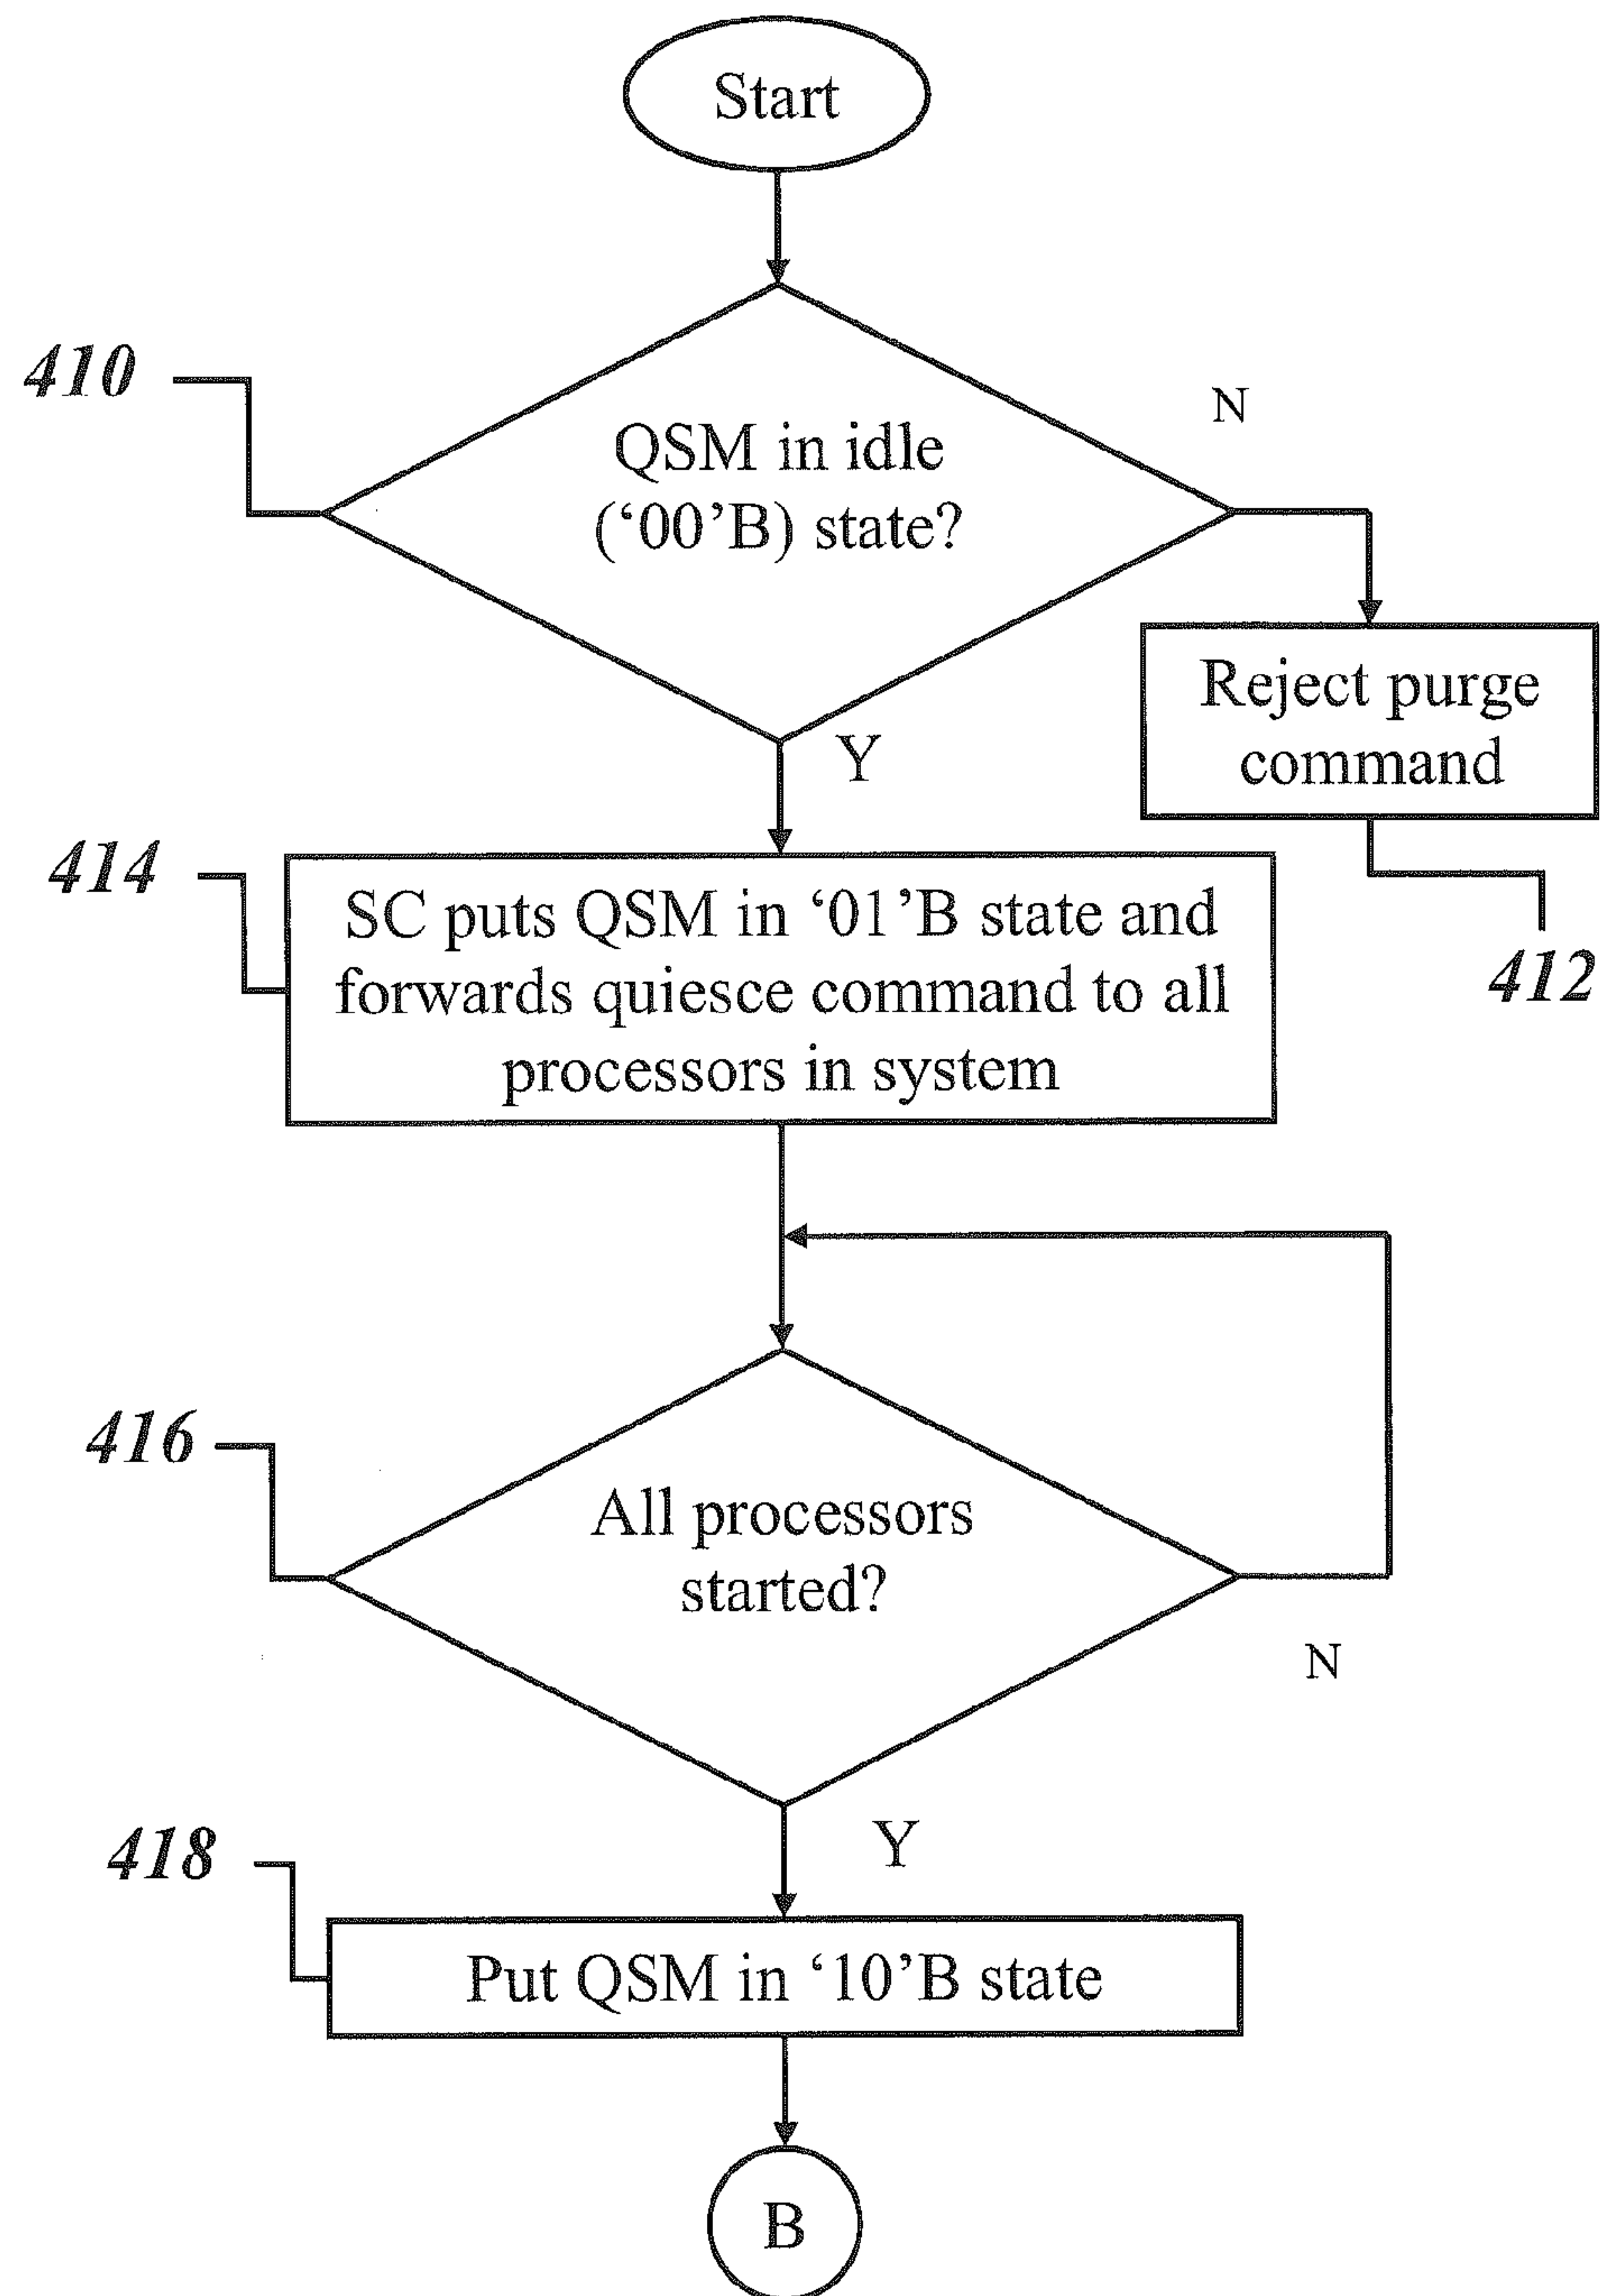 Start
410
N
QSM in idle
(‘00’B) state?
Reject purge
command
Y
414
SC puts QSM in ‘01’B state and
forwards quiesce command to all
processors in system
412
416
All processors
started?
N
Y
418
Put QSM in ‘10’B state
B